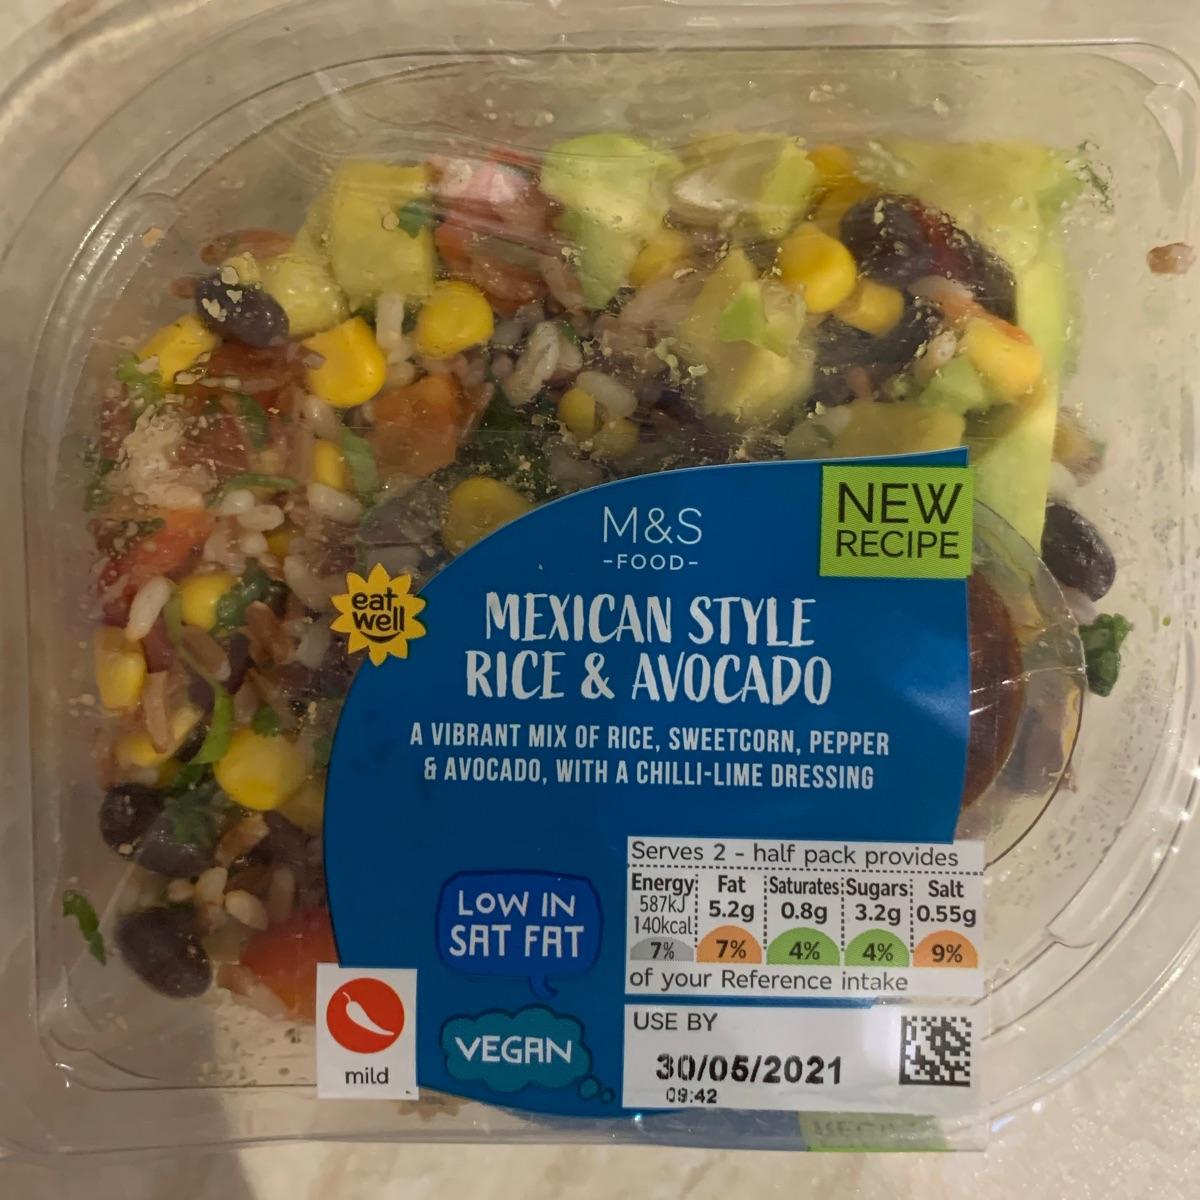 M&S
-FOOD-
NEW
RECIPE
eat
well
MEXICAN STYLE
RICE & AVOCADO
A VIBRANT MIX OF RICE, SWEETCORN, PEPPER
& AVOCADO, WITH A CHILLI-LIME DRESSING
LOW IN
SAT FAT
VEGAN
mild
Serves 2 - half pack provides
Energy Fat Saturates Sugars Salt
587kJ 5.2g 0.8g 3.2g 0.55g
140kcal
7% 7% 4% 4% 9%
of your Reference intake
USE BY
30/05/2021
09:42